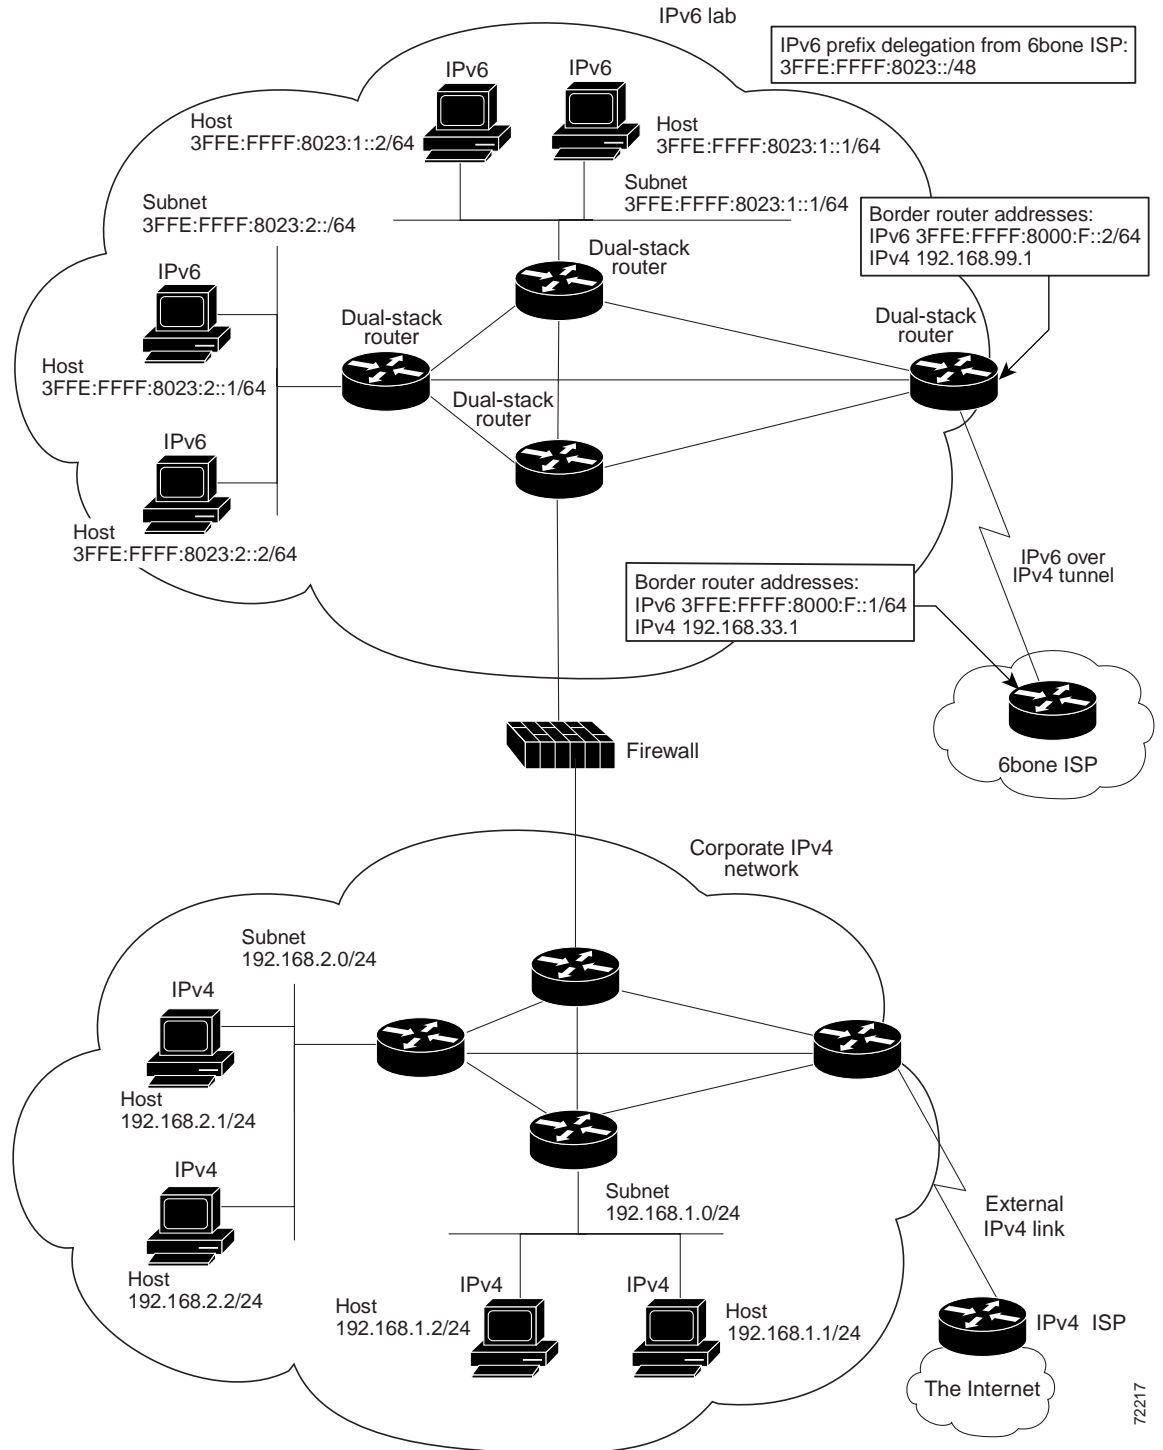 IPv6 lab
IPv6 prefix delegation from 6bone ISP:
3FFE:FFFF:8023::/48
IPv6
IPv6
Host
3FFE:FFFF:8023:1::2/64
Host
3FFE:FFFF:8023:1::1/64
Subnet
3FFE:FFFF:8023:2::/64
Subnet
3FFE:FFFF:8023:1::1/64
Border router addresses:
IPv6 3FFE:FFFF:8000:F::2/64
IPv4 192.168.99.1
Dual-stack
router
IPv6
Dual-stack
router
Dual-stack
router
Host
3FFE:FFFF:8023:2::1/64
Dual-stack
router
IPv6
Host
3FFE:FFFF:8023:2::2/64
IPv6 over
IPv4 tunnel
Border router addresses:
IPv6 3FFE:FFFF:8000:F::1/64
IPv4 192.168.33.1
Firewall
6bone ISP
Corporate IPv4
network
Subnet
192.168.2.0/24
IPv4
Host
192.168.2.1/24
IPv4
Subnet
192.168.1.0/24
External
IPv4 link
Host
192.168.2.2/24
IPv4
IPv4
Host
192.168.1.2/24
Host
192.168.1.1/24
IPv4 ISP
The Internet
72217